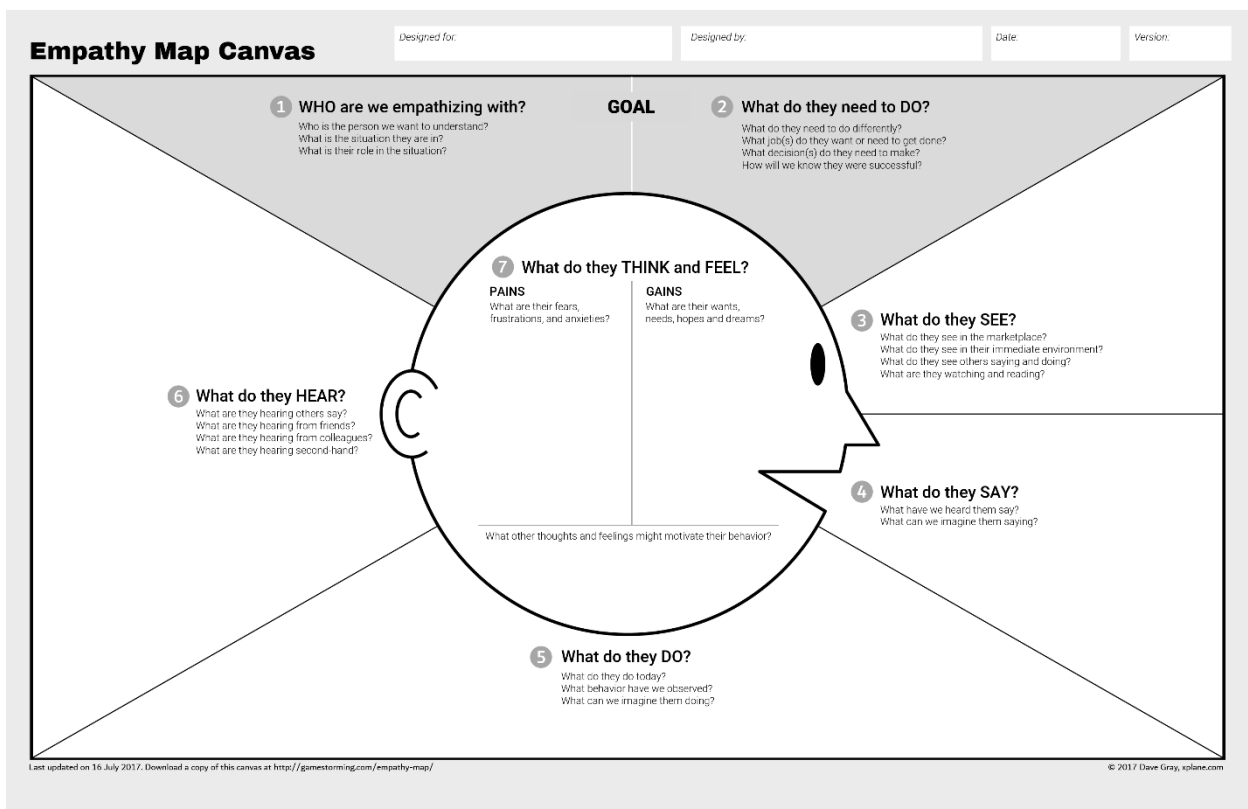 Empathy Map Canvas
Designed for:
Designed by:
Date:
Version:
1 WHO are we empathizing with?
Who is the person we want to understand?
What is the situation they are in?
What is their role in the situation?
GOAL
2 What do they need to DO?
What do they need to do differently?
What job(s) do they want or need to get done?
What decision(s) do they need to make?
How will we know they were successful?
3 What do they SEE?
What do they see in the marketplace?
What do they see in their immediate environment?
What do they see others saying and doing?
What are they watching and reading?
4 What do they SAY?
What have we heard them say?
What can we imagine them saying?
5 What do they DO?
What do they do today?
What behavior have we observed?
What can we imagine them doing?
6 What do they HEAR?
What are they hearing others say?
What are they hearing from friends?
What are they hearing from colleagues?
What are they hearing second-hand?
7 What do they THINK and FEEL?
PAINS
What are their fears,
frustrations, and anxieties?
GAINS
What are their wants,
needs, hopes and dreams?
What other thoughts and feelings might motivate their behavior?
Last updated on 16 July 2017. Download a copy of this canvas at http://gamestorming.com/empathy-map/
© 2017 Dave Gray, xplane.com